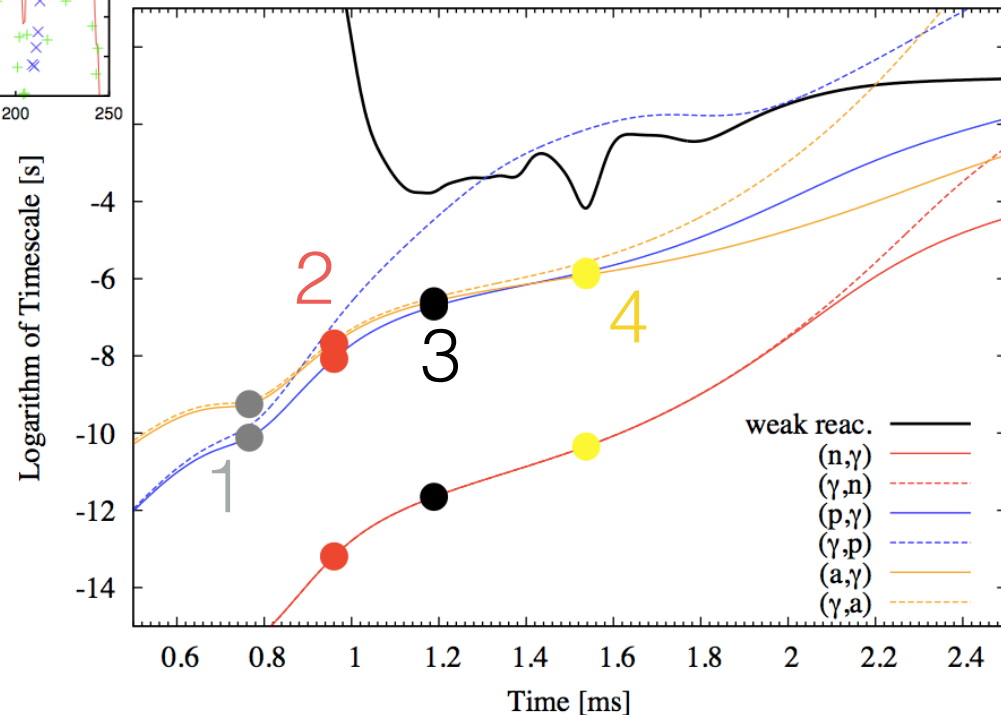 200
250
Logarithm of Timescale [s]
-4
-6
-8
-10
-12
-14
2
3
4
1
weak reac.
(n,γ)
(γ,n)
(p,γ)
(γ,p)
(a,γ)
(γ,a)
0.6 0.8 1 1.2 1.4 1.6 1.8 2 2.2 2.4
Time [ms]